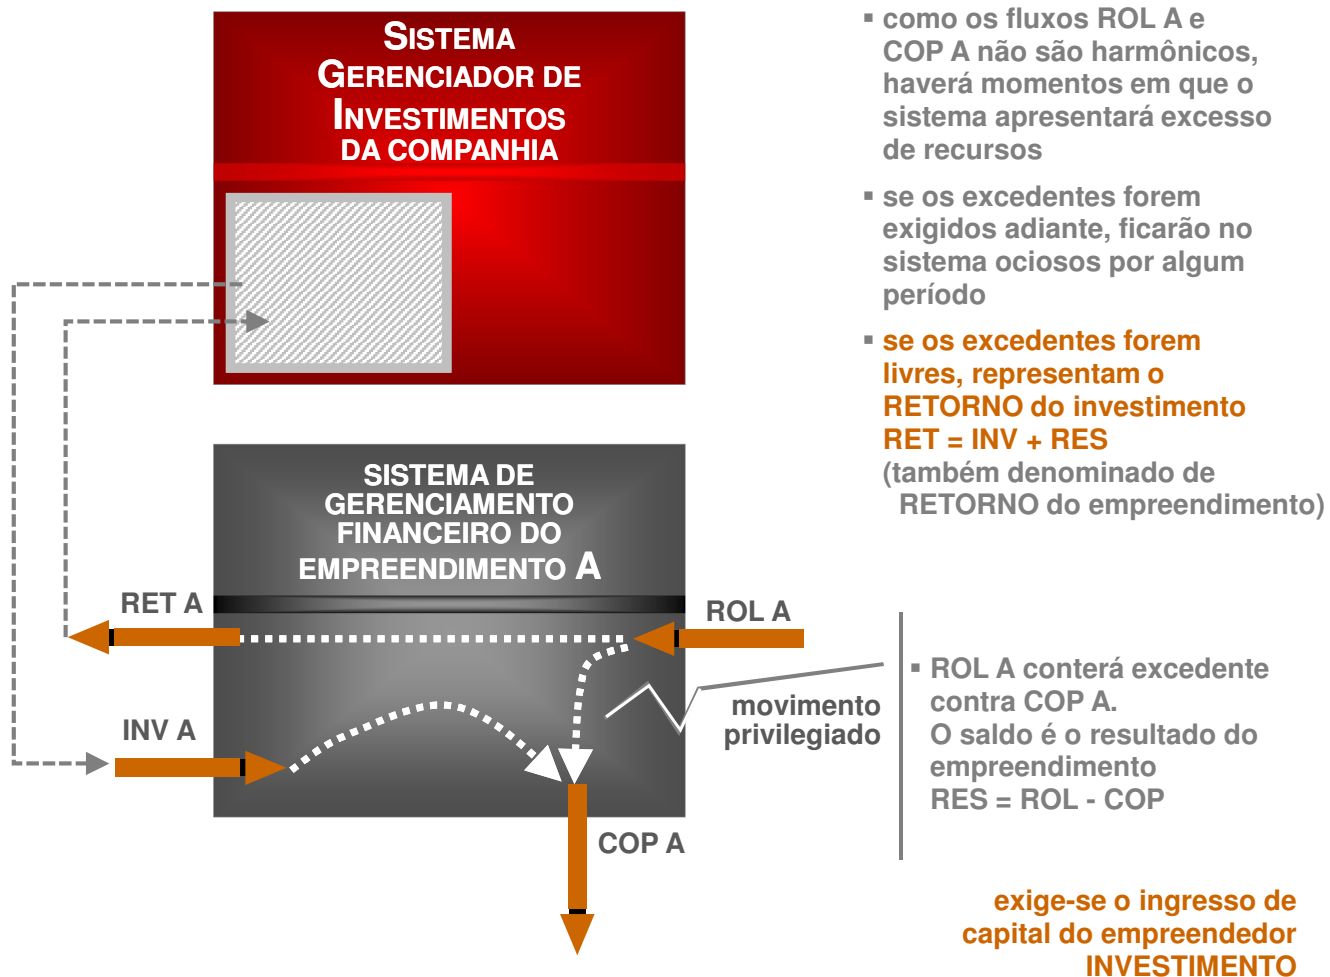 SISTEMA
GERENCIADOR DE
INVESTIMENTOS
DA COMPANHIA
▪ como os fluxos ROL A e
COP A não são harmônicos,
haverá momentos em que o
sistema apresentará excesso
de recursos
▪ se os excedentes forem
exigidos adiante, ficarão no
sistema ociosos por algum
período
▪ se os excedentes forem
livres, representam o
RETORNO do investimento
RET = INV + RES
(também denominado de
RETORNO do empreendimento)
SISTEMA DE
GERENCIAMENTO
FINANCEIRO DO
EMPREENDIMENTO A
RET A
ROL A
INV A
movimento
privilegiado
COP A
▪ ROL A conterá excedente
contra COP A.
O saldo é o resultado do
empreendimento
RES = ROL - COP
exige-se o ingresso de
capital do empreendedor
INVESTIMENTO